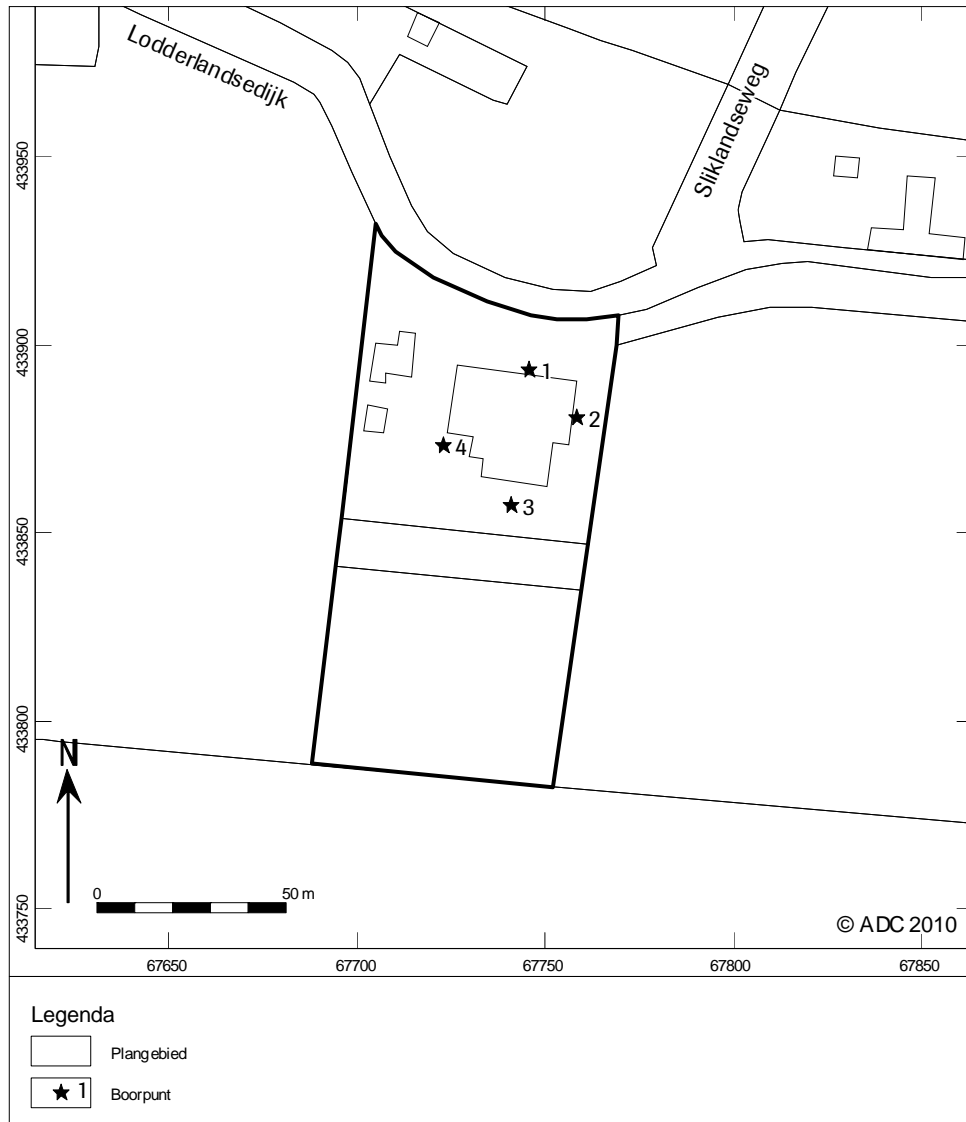 Lodderlandsedijk
Sliklandseweg
433950
433900
433850
433800
433750
1
2
4
3
N
0 50 m
© ADC 2010
67650 67700 67750 67800 67850
Legenda
Plangebied
1 Boorpunt